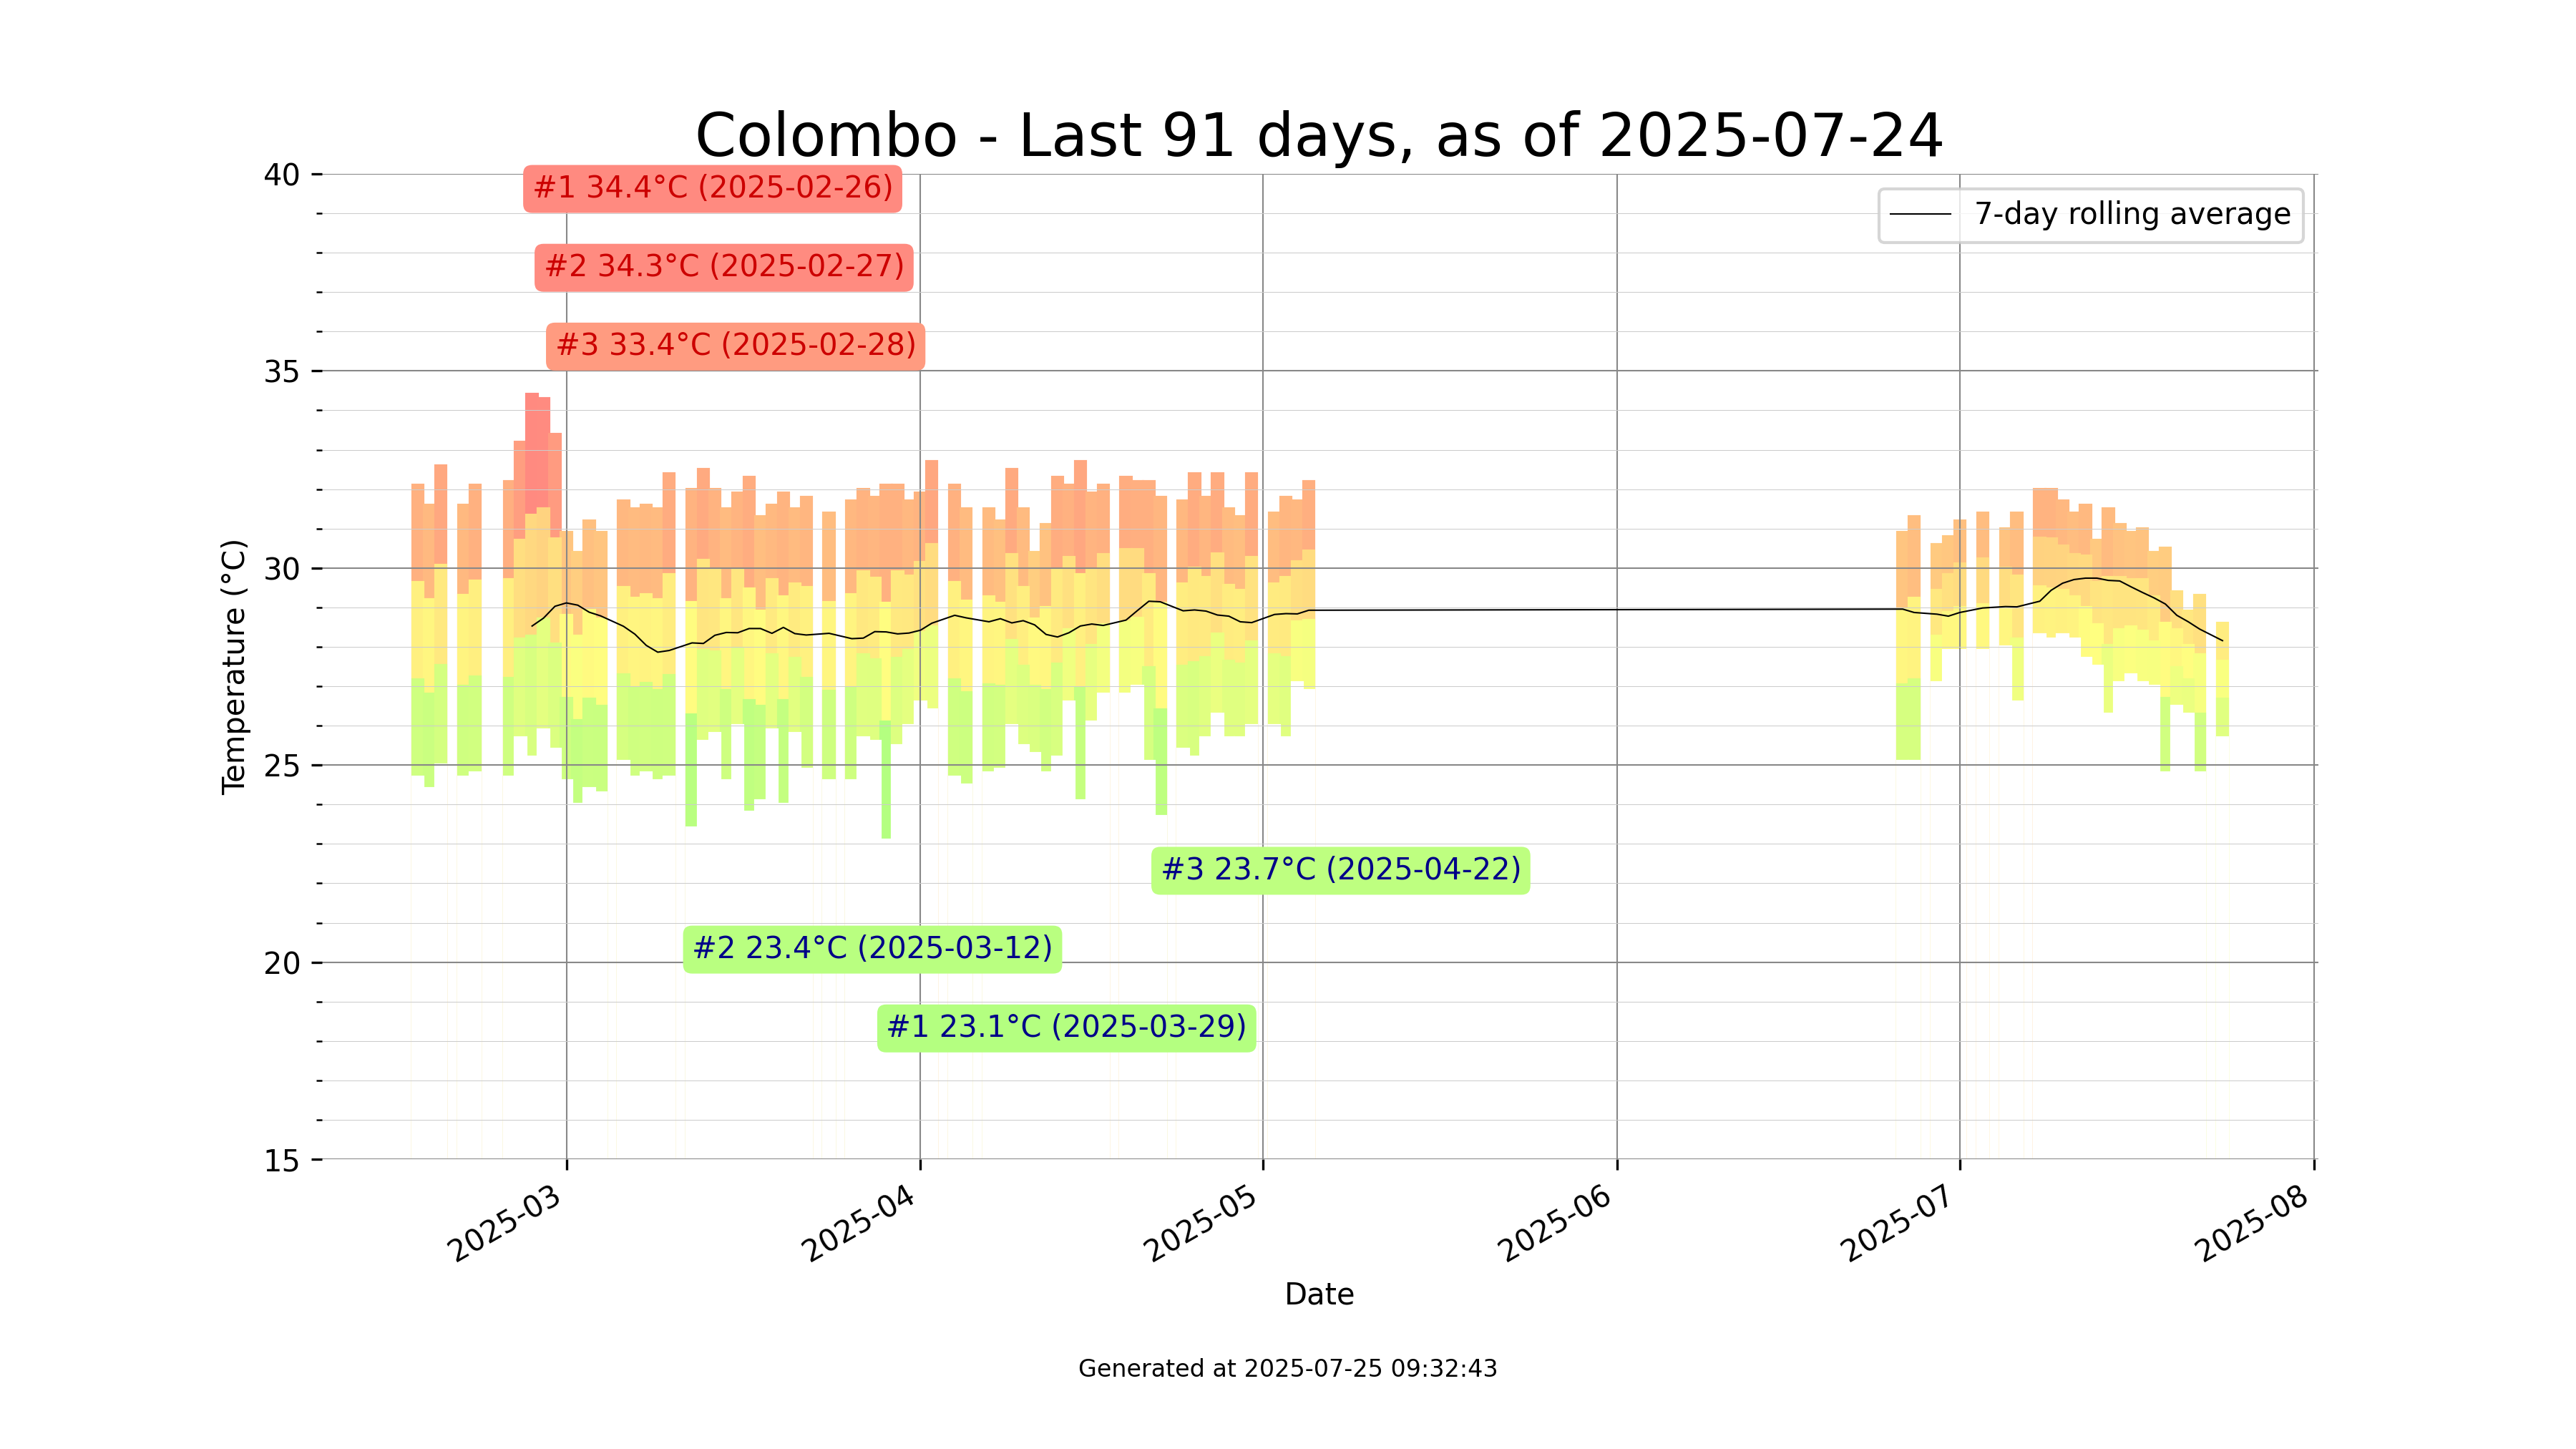 Colombo - Last 91 days, as of 2025-07-24
40
35
30
25
20
15
Temperature (°C)
#1 34.4°C (2025-02-26)
#2 34.3°C (2025-02-27)
#3 33.4°C (2025-02-28)
7-day rolling average
#3 23.7°C (2025-04-22)
#2 23.4°C (2025-03-12)
#1 23.1°C (2025-03-29)
2025-03
2025-04
2025-05
2025-06
2025-07
2025-08
Date
Generated at 2025-07-25 09:32:43